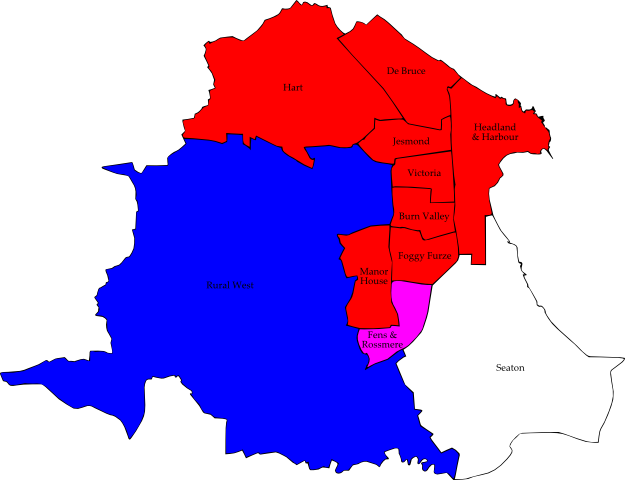 De Bruce
Hart
Headland
& Harbour
Jesmond
Victoria
Burn Valley
Foggy Furze
Manor
House
Rural West
Fens &
Rossmere
Seaton